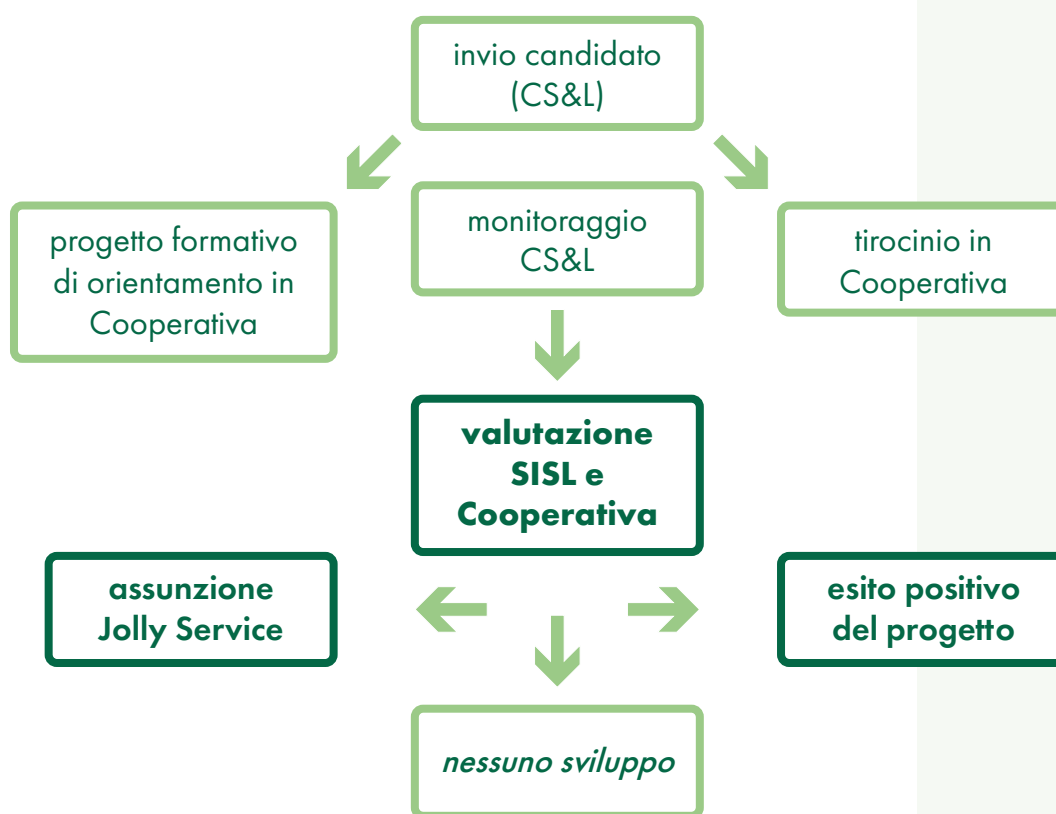 invio candidato
(CS&L)
progetto formativo
di orientamento in
Cooperativa
monitoraggio
CS&L
tirocinio in
Cooperativa
valutazione
SISL e
Cooperativa
assunzione
Jolly Service
esito positivo
del progetto
nessuno sviluppo